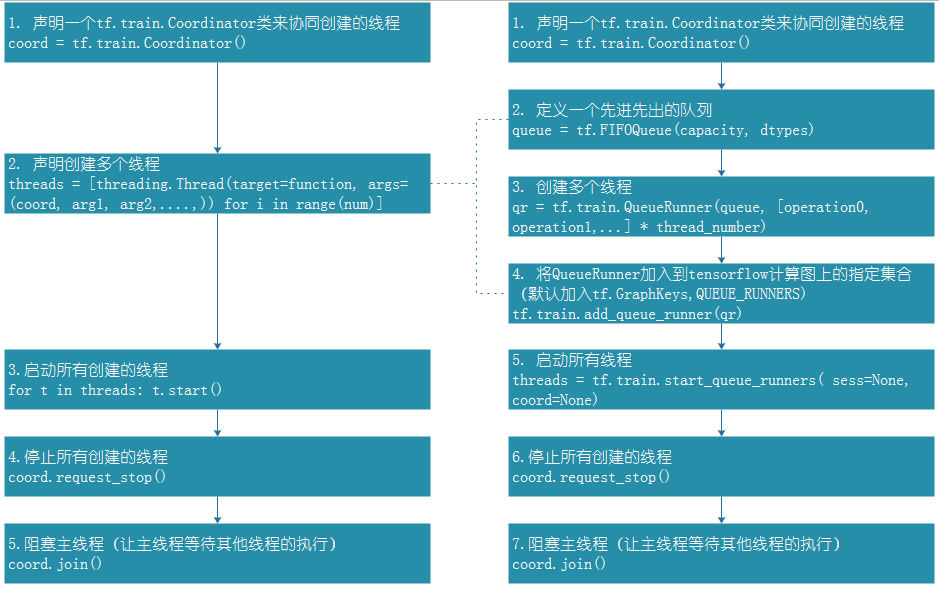 1. 声明一个tf.train.Coordinator类来协同创建的线程
coord = tf.train.Coordinator()
2. 声明创建多个线程
threads = [threading.Thread(target=function, args=
(coord, arg1, arg2,....,)) for i in range(num)]
3.启动所有创建的线程
for t in threads: t.start()
4.停止所有创建的线程
coord.request_stop()
5.阻塞主线程（让主线程等待其他线程的执行）
coord.join()
1. 声明一个tf.train.Coordinator类来协同创建的线程
coord = tf.train.Coordinator()
2. 定义一个先进先出的队列
queue = tf.FIFOQueue(capacity, dtypes)
3. 创建多个线程
qr = tf.train.QueueRunner(queue, [operation0,
operation1,...] * thread_number)
4. 将QueueRunner加入到tensorflow计算图上的指定集合
（默认加入tf.GraphKeys,QUEUE_RUNNERS）
tf.train.add_queue_runner(qr)
5. 启动所有线程
threads = tf.train.start_queue_runners( sess=None,
coord=None)
6.停止所有创建的线程
coord.request_stop()
7.阻塞主线程（让主线程等待其他线程的执行）
coord.join()